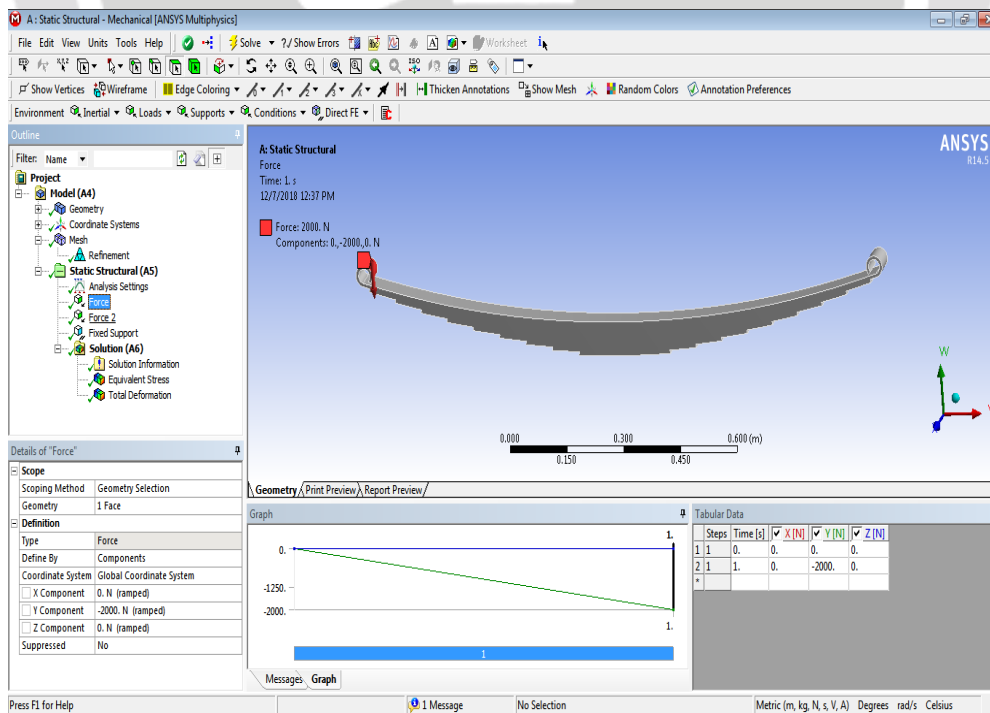 A : Static Structural - Mechanical [ANSYS Multiphysics]
File Edit View Units Tools Help Solve ?/ Show Errors Worksheet
Show Vertices Wireframe Edge Coloring Thicken Annotations Show Mesh Random Colors Annotation Preferences
Environment Inertial Loads Supports Conditions Direct FE
Outline
Filter: Name
Project
Model (A4)
Geometry
Coordinate Systems
Mesh
Refinement
Static Structural (A5)
Analysis Settings
Force
Force 2
Fixed Support
Solution (A6)
Solution Information
Equivalent Stress
Total Deformation
A: Static Structural
Force
Time: 1. s
12/7/2018 12:37 PM
Force: 2000. N
Components: 0.,-2000.,0. N
ANSYS
R14.5
W
0.000 0.300 0.600 (m)
0.150 0.450
Geometry Print Preview Report Preview
Details of "Force"
Scope
Scoping Method Geometry Selection
Geometry 1 Face
Definition
Type Force
Define By Components
Coordinate System Global Coordinate System
X Component 0. N (ramped)
Y Component -2000. N (ramped)
Z Component 0. N (ramped)
Suppressed No
Graph
1.
0.
-1250.
-2000.
1.
1
Messages Graph
Tabular Data
Steps Time [s] X [N] Y [N] Z [N]
1 1 0. 0. 0. 0.
2 1 1. 0. -2000. 0.
*
Press F1 for Help 1 Message No Selection Metric (m, kg, N, s, V, A) Degrees rad/s Celsius